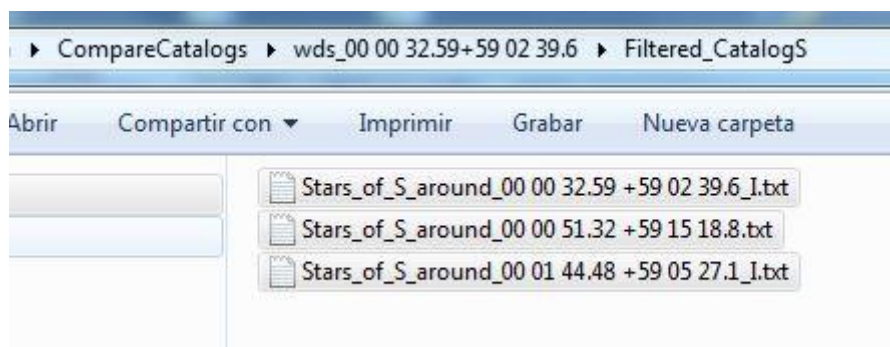 CompareCatalogs ▸ wds_00 00 32.59+59 02 39.6 ▸ Filtered_CatalogS
Abrir Compartir con ▾ Imprimir Grabar Nueva carpeta
Stars_of_S_around_00 00 32.59 +59 02 39.6_I.txt
Stars_of_S_around_00 00 51.32 +59 15 18.8.txt
Stars_of_S_around_00 01 44.48 +59 05 27.1_I.txt